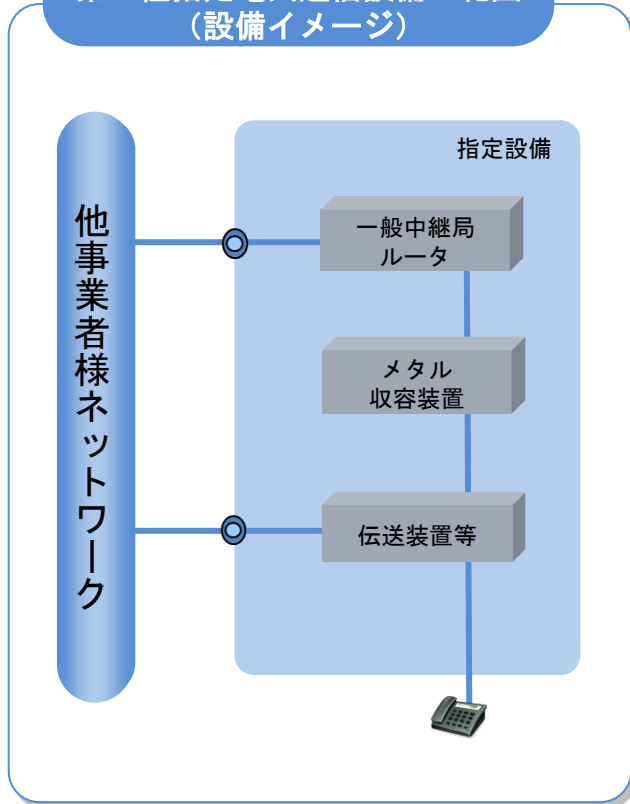 (設備イメージ)
指定設備
他事業者様ネットワーク
一般中継局
ルータ
メタル
収容装置
伝送装置等